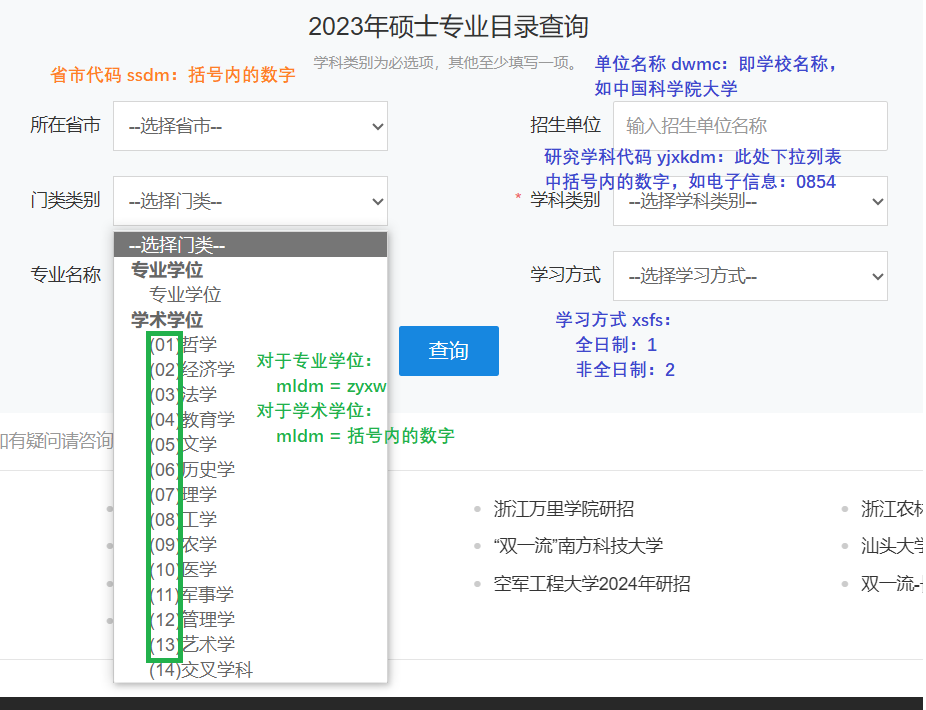 2023年硕士专业目录查询
学科类别为必选项，其他至少填写一项。
省市代码 ssdm：括号内的数字
单位名称 dwmc：即学校名称，
如中国科学院大学
所在省市 --选择省市--
招生单位 输入招生单位名称
研究学科代码 yjxkdm：此处下拉列表
中括号内的数字，如电子信息：0854
门类类别 --选择门类--
* 学科类别 --选择学科类别--
--选择门类--
专业学位
专业名称
专业学位
学习方式 --选择学习方式--
学术学位
学习方式 xsfs：
全日制：1
非全日制：2
查询
(01)哲学
(02)经济学
(03)法学
(04)教育学
(05)文学
(06)历史学
(07)理学
(08)工学
(09)农学
(10)医学
(11)军事学
(12)管理学
(13)艺术学
(14)交叉学科
对于专业学位：
mldm = zyxw
对于学术学位：
mldm = 括号内的数字
有疑问请咨询
浙江万里学院研招
浙江农林
“双一流”南方科技大学
汕头大学
空军工程大学2024年研招
双一流-